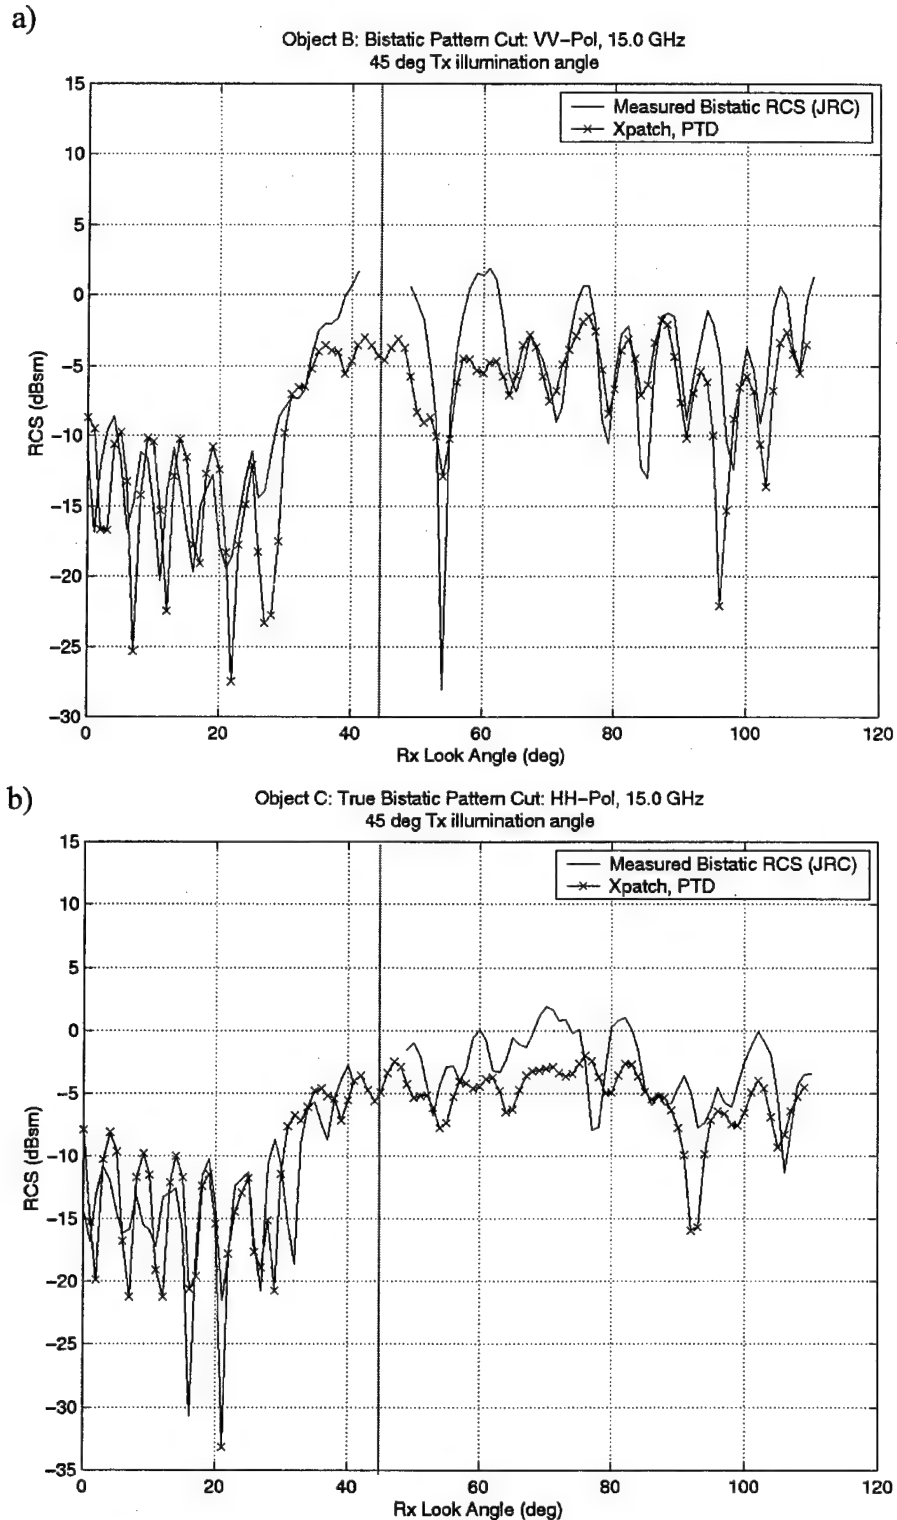 a)
Object B: Bistatic Pattern Cut: VV-Pol, 15.0 GHz
45 deg Tx illumination angle
15
10
5
0
-5
-10
-15
-20
-25
-30
RCS (dBsm)
Measured Bistatic RCS (JRC)
Xpatch, PTD
0
20
40
60
80
100
120
Rx Look Angle (deg)
b)
Object C: True Bistatic Pattern Cut: HH-Pol, 15.0 GHz
45 deg Tx illumination angle
15
10
5
0
-5
-10
-15
-20
-25
-30
-35
RCS (dBsm)
Measured Bistatic RCS (JRC)
Xpatch, PTD
0
20
40
60
80
100
120
Rx Look Angle (deg)